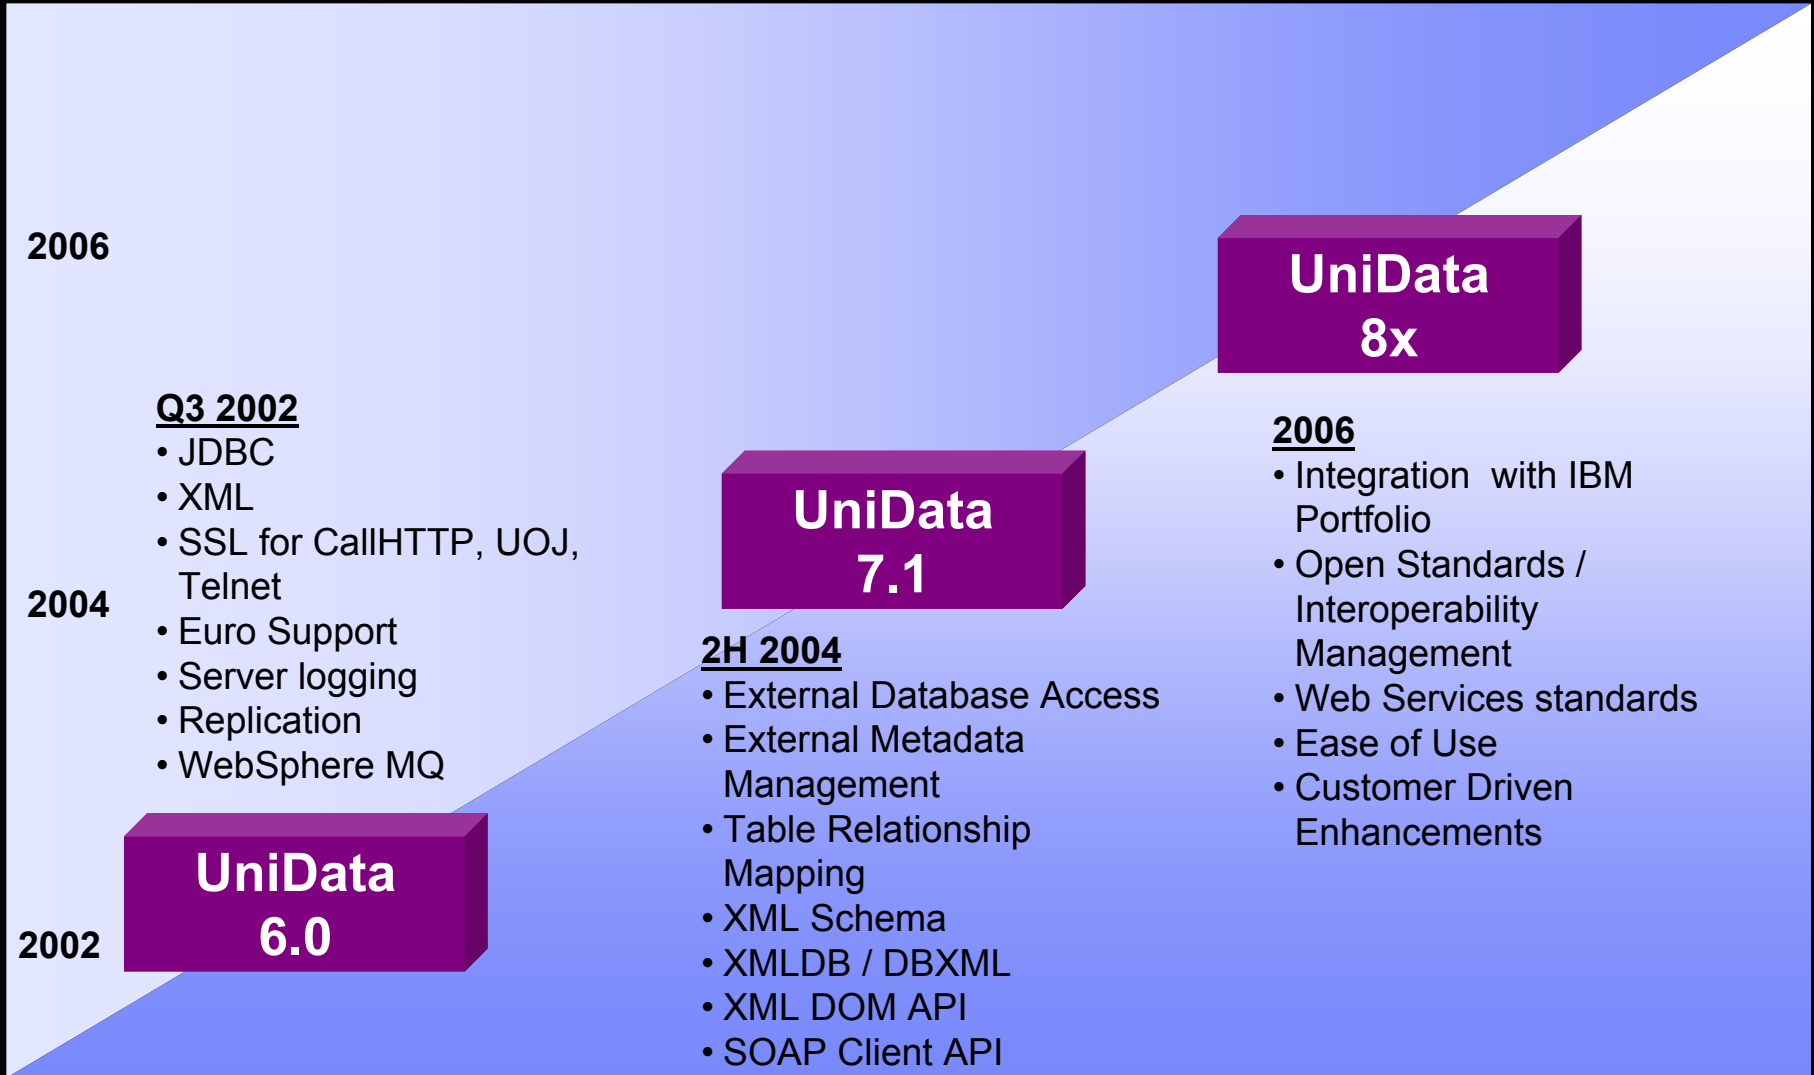 2006
UniData
8x
Q3 2002
• JDBC
• XML
• SSL for CallHTTP, UOJ,
Telnet
• Euro Support
• Server logging
• Replication
• WebSphere MQ
2004
UniData
7.1
2006
• Integration with IBM
Portfolio
• Open Standards /
Interoperability
Management
• Web Services standards
• Ease of Use
• Customer Driven
Enhancements
2H 2004
• External Database Access
• External Metadata
Management
• Table Relationship
Mapping
• XML Schema
• XMLDB / DBXML
• XML DOM API
• SOAP Client API
2002
UniData
6.0